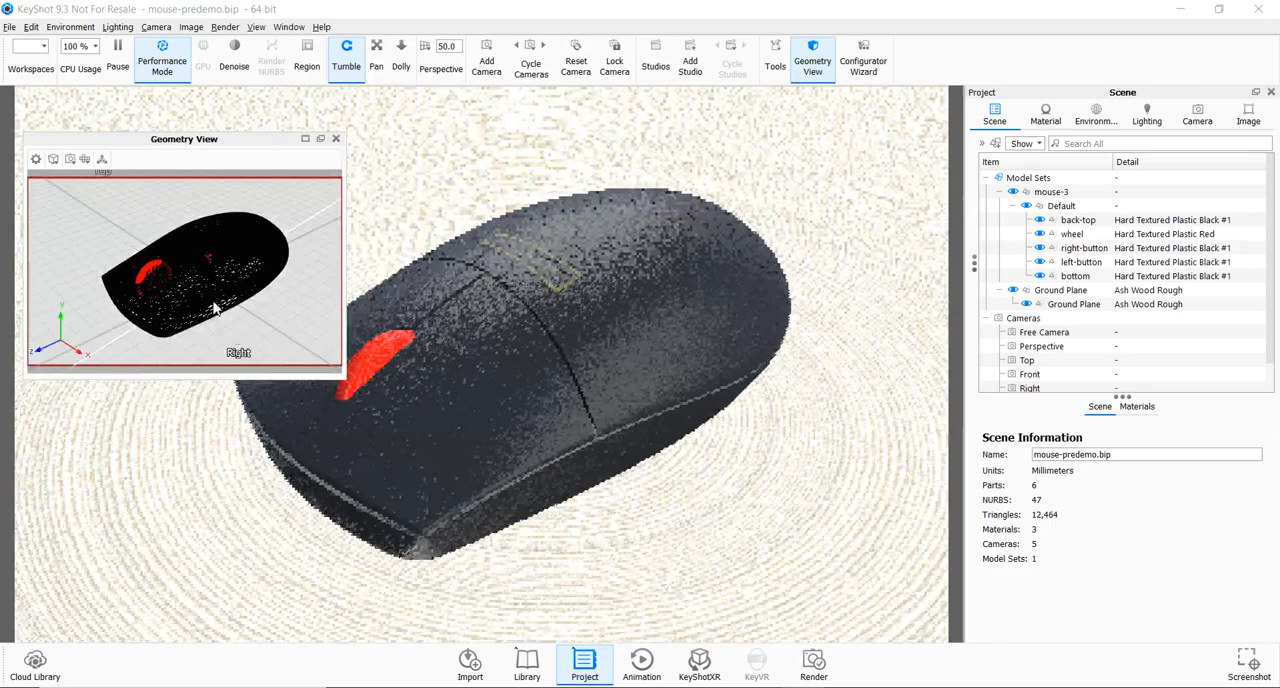 KeyShot 9.3 Not For Resale - mouse-predemo.bip - 64 bit
File Edit Environment Lighting Camera Image Render View Window Help
100 % 50.0
Workspaces CPU Usage Pause Performance Mode GPU Denoise Render NURBS Region Tumble Pan Dolly Perspective Add Camera Cycle Cameras Reset Camera Lock Camera Studios Add Studio Cycle Studios Tools Geometry View Configurator Wizard
Project Scene
Scene Material Environm... Lighting Camera Image
Geometry View
Top
Right
y
z
x
» Show Search All
Item Detail
Model Sets -
mouse-3 -
Default -
back-top Hard Textured Plastic Black #1
wheel Hard Textured Plastic Red
right-button Hard Textured Plastic Black #1
left-button Hard Textured Plastic Black #1
bottom Hard Textured Plastic Black #1
Ground Plane Ash Wood Rough
Ground Plane Ash Wood Rough
Cameras
Free Camera -
Perspective -
Top -
Front -
Right -
Scene Materials
Scene Information
Name: mouse-predemo.bip
Units: Millimeters
Parts: 6
NURBS: 47
Triangles: 12,464
Materials: 3
Cameras: 5
Model Sets: 1
Cloud Library Import Library Project Animation KeyShotXR KeyVR Render Screenshot